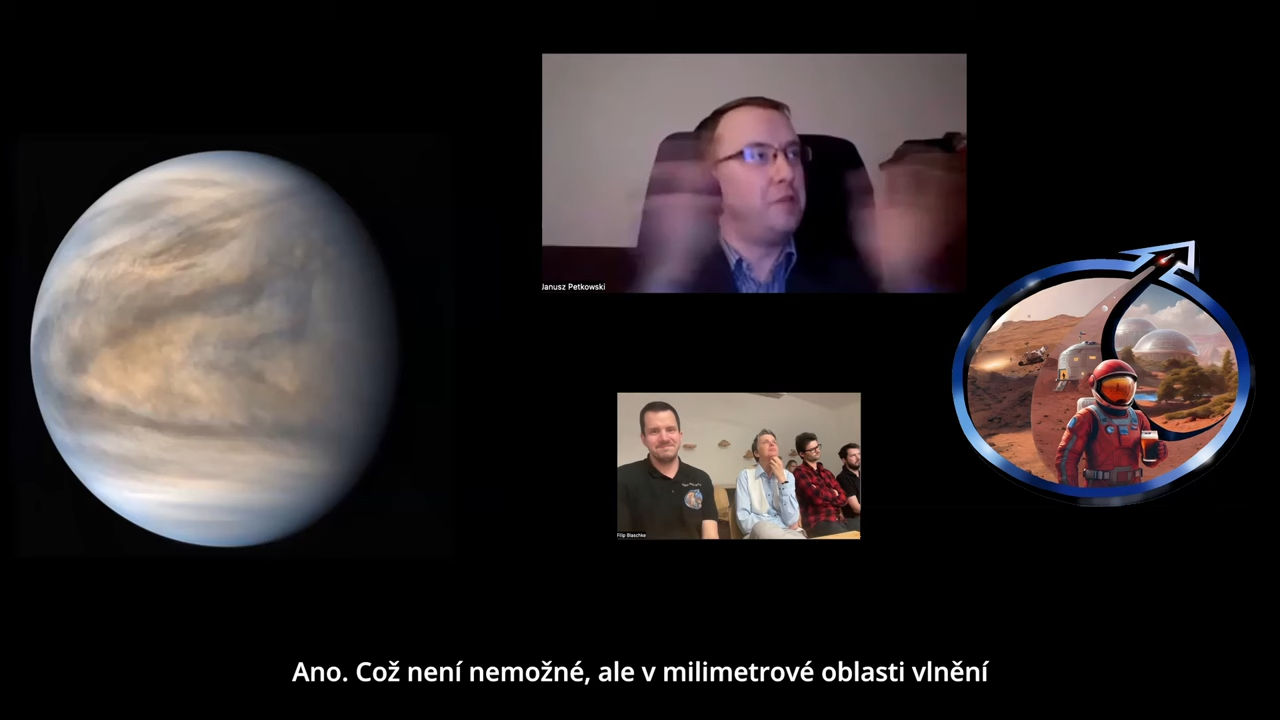 Janusz Petkowski
Filip Blaschke
Ano. Což není nemožné, ale v milimetrové oblasti vlnění